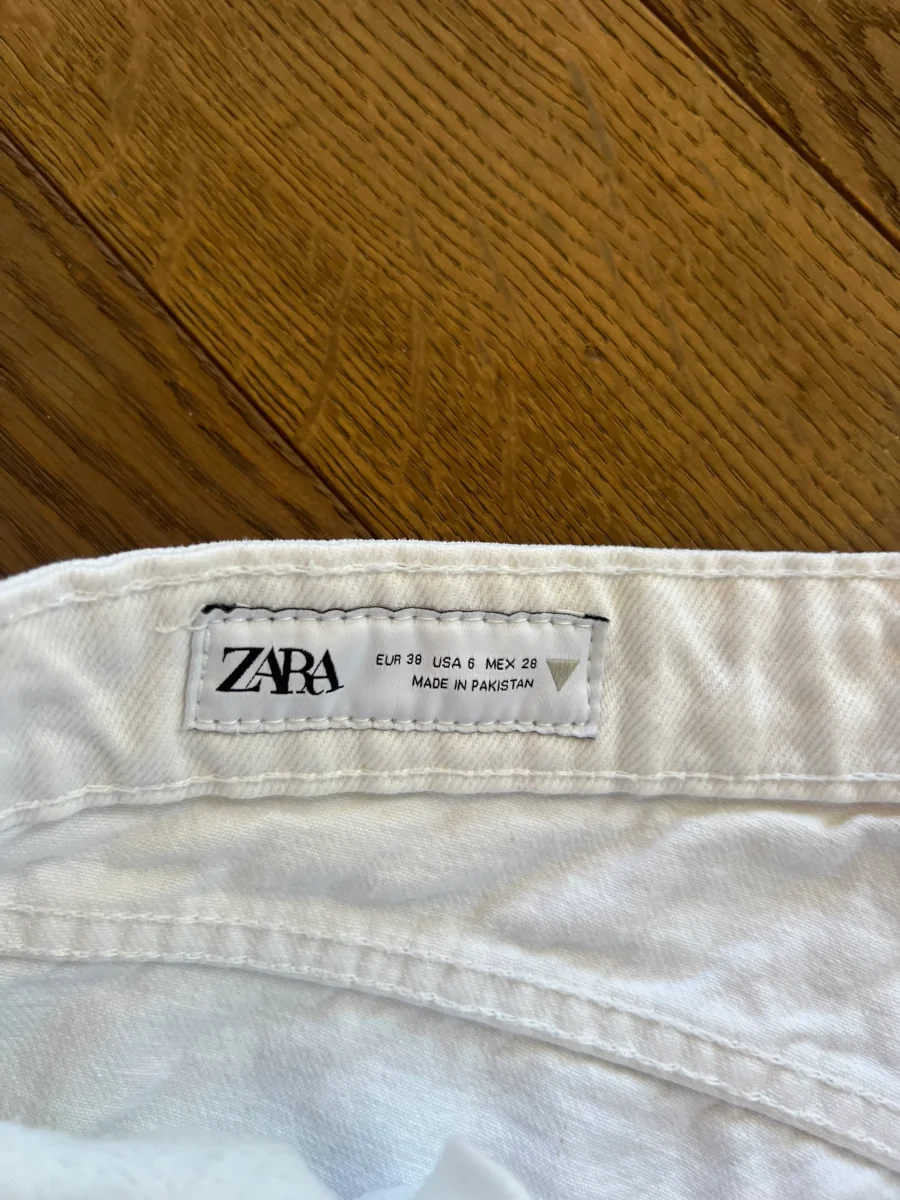 ZARA
EUR 38 USA 6 MEX 28
MADE IN PAKISTAN